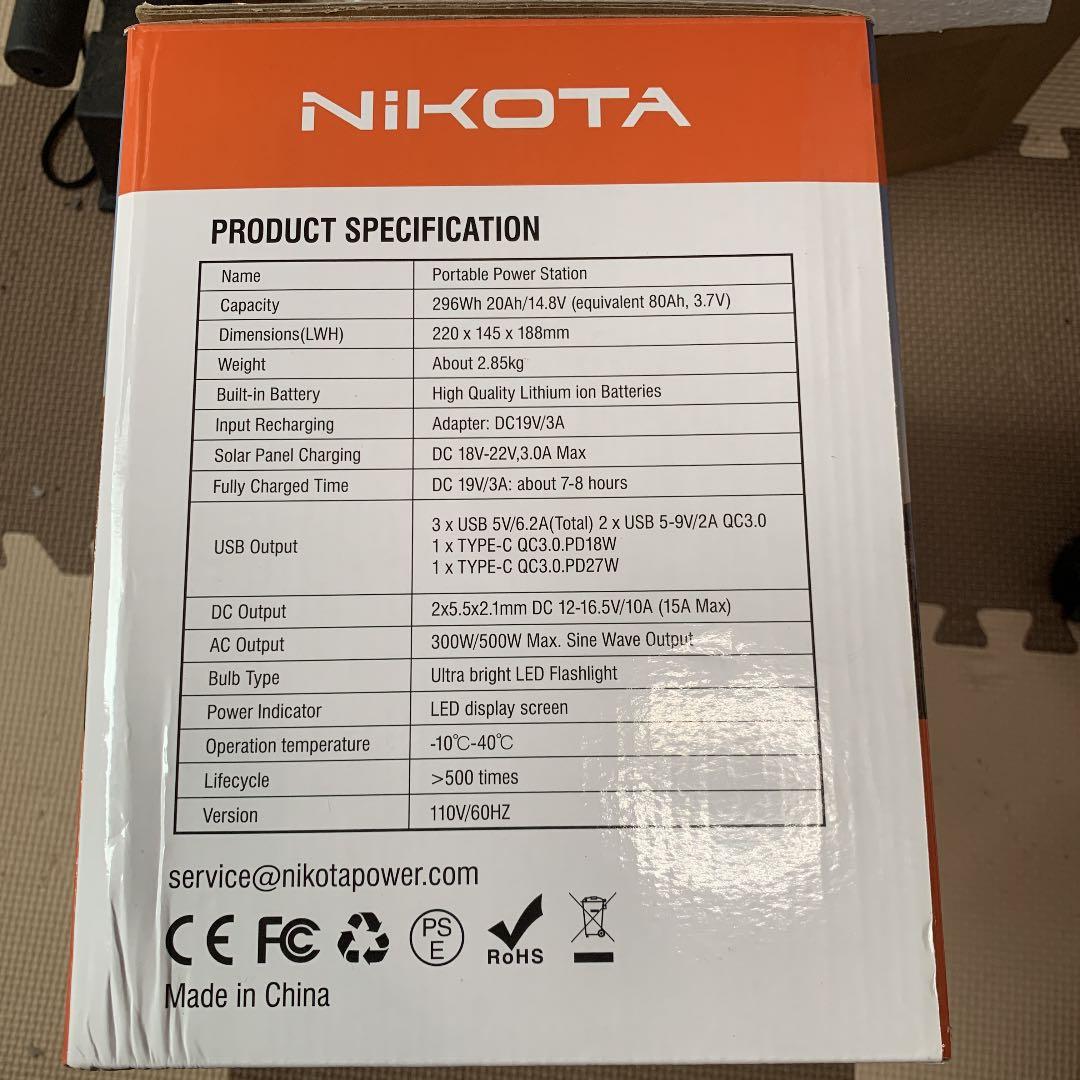 NiKOTA
PRODUCT SPECIFICATION
Name Portable Power Station
Capacity 296Wh 20Ah/14.8V (equivalent 80Ah, 3.7V)
Dimensions(LWH) 220 x 145 x 188mm
Weight About 2.85kg
Built-in Battery High Quality Lithium ion Batteries
Input Recharging Adapter: DC19V/3A
Solar Panel Charging DC 18V-22V,3.0A Max
Fully Charged Time DC 19V/3A: about 7-8 hours
USB Output 3 x USB 5V/6.2A(Total) 2 x USB 5-9V/2A QC3.0
1 x TYPE-C QC3.0.PD18W
1 x TYPE-C QC3.0.PD27W
DC Output 2x5.5x2.1mm DC 12-16.5V/10A (15A Max)
AC Output 300W/500W Max. Sine Wave Output
Bulb Type Ultra bright LED Flashlight
Power Indicator LED display screen
Operation temperature -10℃-40℃
Lifecycle >500 times
Version 110V/60HZ
service@nikotapower.com
CE FC PS E RoHS
Made in China